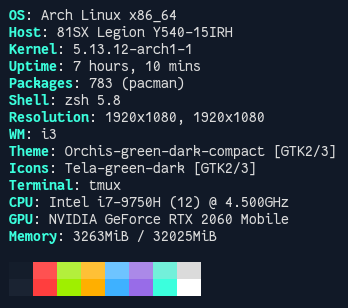 OS: Arch Linux x86_64
Host: 81SX Legion Y540-15IRH
Kernel: 5.13.12-arch1-1
Uptime: 7 hours, 10 mins
Packages: 783 (pacman)
Shell: zsh 5.8
Resolution: 1920x1080, 1920x1080
WM: i3
Theme: Orchis-green-dark-compact [GTK2/3]
Icons: Tela-green-dark [GTK2/3]
Terminal: tmux
CPU: Intel i7-9750H (12) @ 4.500GHz
GPU: NVIDIA GeForce RTX 2060 Mobile
Memory: 3263MiB / 32025MiB